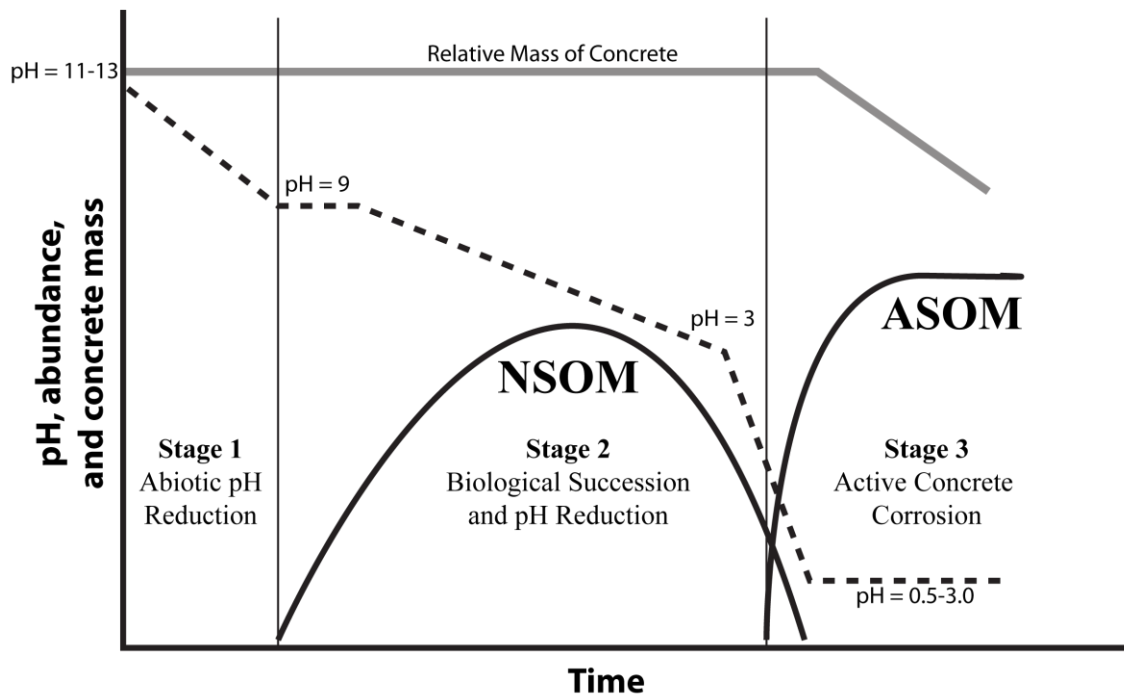 Relative Mass of Concrete
pH = 11-13
pH = 9
pH = 3
NSOM
ASOM
pH, abundance,
and concrete mass
Stage 1
Abiotic pH
Reduction
Stage 2
Biological Succession
and pH Reduction
Stage 3
Active Concrete
Corrosion
pH = 0.5-3.0
Time